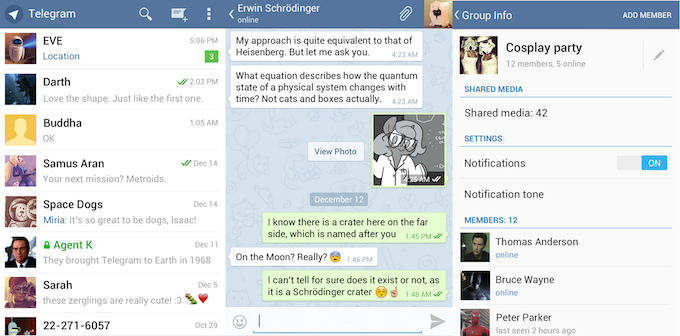 Telegram
EVE
5:06 PM
Location
3
Darth
2:02 PM
Love the shape. Just like the first one.
Buddha
1:05 AM
OK
Samus Aran
Dec 14
Your next mission? Metroids.
Space Dogs
Dec 14
Miria: It's so great to be dogs, Isaac!
Agent K
Dec 11
They brought Telegram to Earth in 1968
Sarah
Dec 5
these zerglings are really cute! :3 🐛❤️
22-271-6057
Oct 29
Erwin Schrödinger
online
My approach is quite equivalent to that of
Heisenberg. But let me ask you.
4:23 AM
What equation describes how the quantum
state of a physical system changes with
time? Not cats and boxes actually.
4:23 AM
View Photo
AM
December 12
I know there is a crater here on the far
side, which is named after you
1:45 PM
On the Moon? Really? 😨
1:46 PM
I can't tell for sure does it exist or not, as
it is a Schrödinger crater 😏☝️
1:48 AM
Group Info
ADD MEMBER
Cosplay party
12 members, 5 online
SHARED MEDIA
Shared media: 42
SETTINGS
Notifications
ON
Notification tone
MEMBERS: 12
Thomas Anderson
online
Bruce Wayne
online
Peter Parker
last seen 2 hours ago